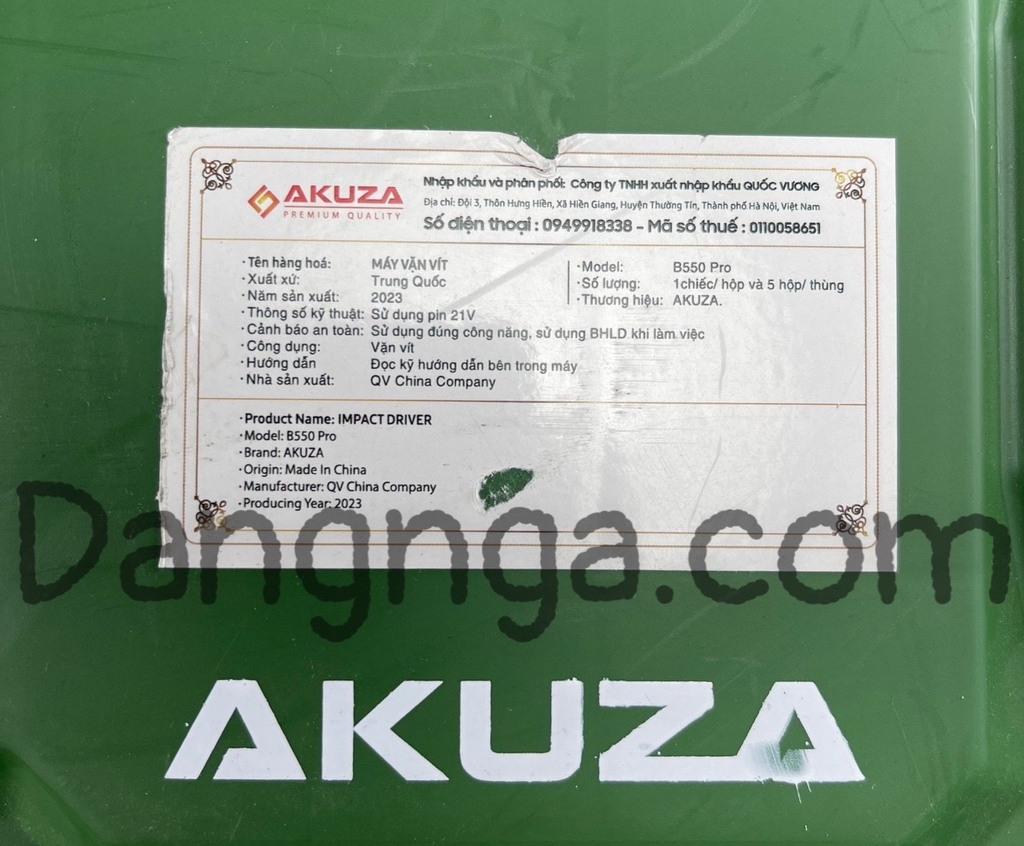 AKUZA
PREMIUM QUALITY
Nhập khẩu và phân phối: Công ty TNHH xuất nhập khẩu QUỐC VƯƠNG
Địa chỉ: Đội 3, Thôn Hưng Hiền, Xã Hiền Giang, Huyện Thường Tín, Thành phố Hà Nội, Việt Nam
Số điện thoại : 0949918338 - Mã số thuế : 0110058651
·Tên hàng hoá: MÁY VẶN VÍT
·Xuất xứ: Trung Quốc
·Năm sản xuất: 2023
·Thông số kỹ thuật: Sử dụng pin 21V
·Cảnh báo an toàn: Sử dụng đúng công năng, sử dụng BHLD khi làm việc
·Công dụng: Vặn vít
·Hướng dẫn Đọc kỹ hướng dẫn bên trong máy
·Nhà sản xuất: QV China Company
·Model: B550 Pro
·Số lượng: 1chiếc/ hộp và 5 hộp/ thùng
·Thương hiệu: AKUZA.
·Product Name: IMPACT DRIVER
·Model: B550 Pro
·Brand: AKUZA
·Origin: Made In China
·Manufacturer: QV China Company
·Producing Year: 2023
Dangnga.com
AKUZA